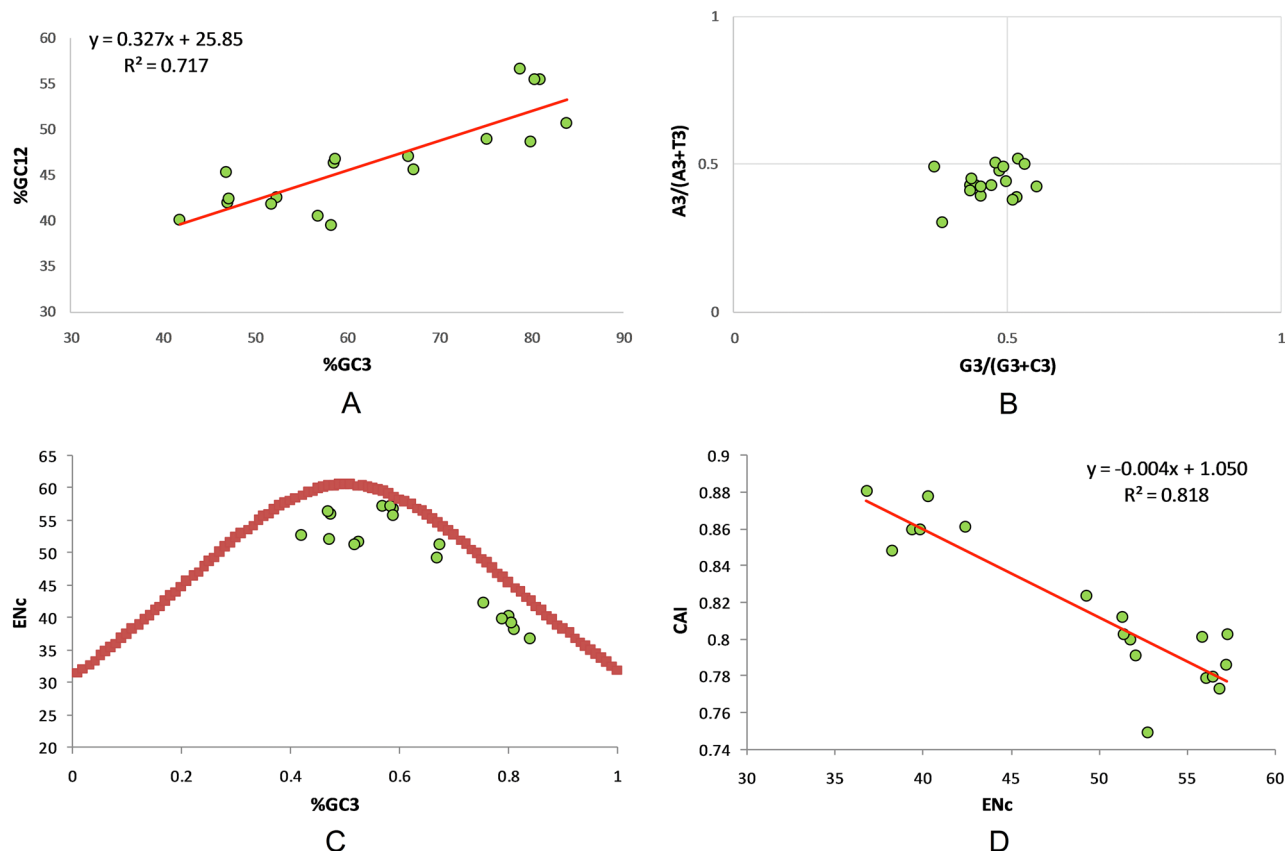 y = 0.327x + 25.85
R² = 0.717
60
55
50
45
40
35
30
%GC12
30 40 50 60 70 80 90
%GC3
A
1
0.5
0
A3/(A3+T3)
0 0.5 1
G3/(G3+C3)
B
65
60
55
50
45
40
35
30
25
20
ENc
0 0.2 0.4 0.6 0.8 1
%GC3
C
y = -0.004x + 1.050
R² = 0.818
0.9
0.88
0.86
0.84
0.82
0.8
0.78
0.76
0.74
CAI
30 35 40 45 50 55 60
ENc
D